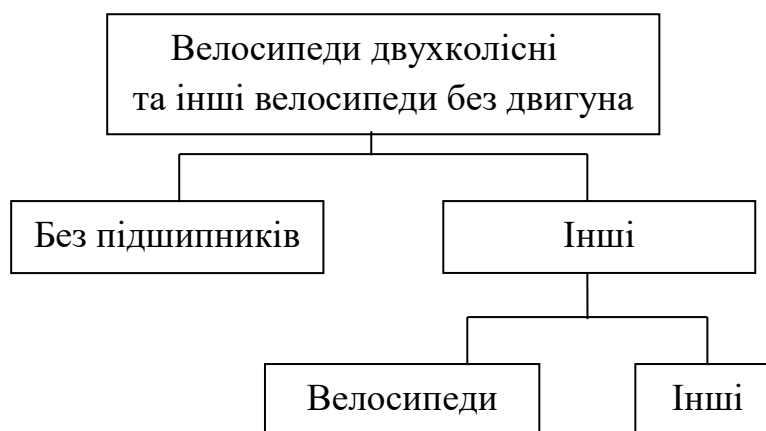 Велосипеди двухколісні
та інші велосипеди без двигуна
Без підшипників
Інші
Велосипеди
Інші